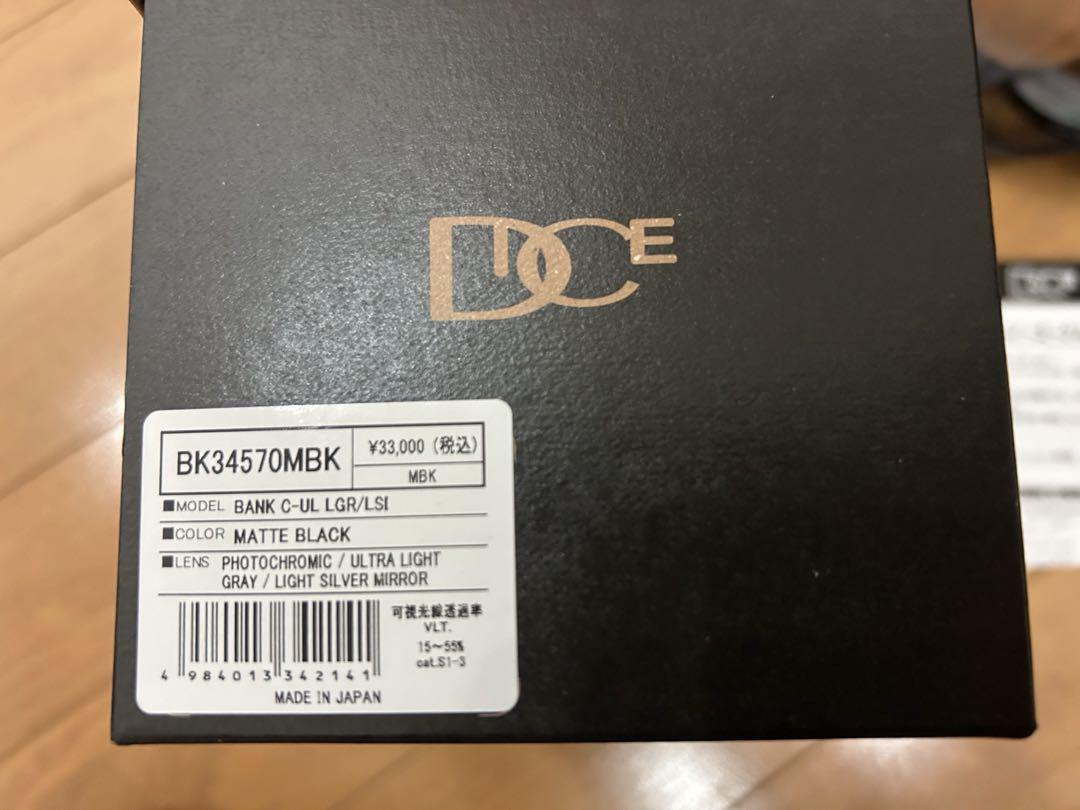 DICE
BK34570MBK
¥33,000 (税込)
MBK
■MODEL BANK C-UL LGR/LSI
■COLOR MATTE BLACK
■LENS PHOTOCHROMIC / ULTRA LIGHT
GRAY / LIGHT SILVER MIRROR
可視光線透過率
VLT.
15~55%
cat.S1-3
4 984013 342141
MADE IN JAPAN